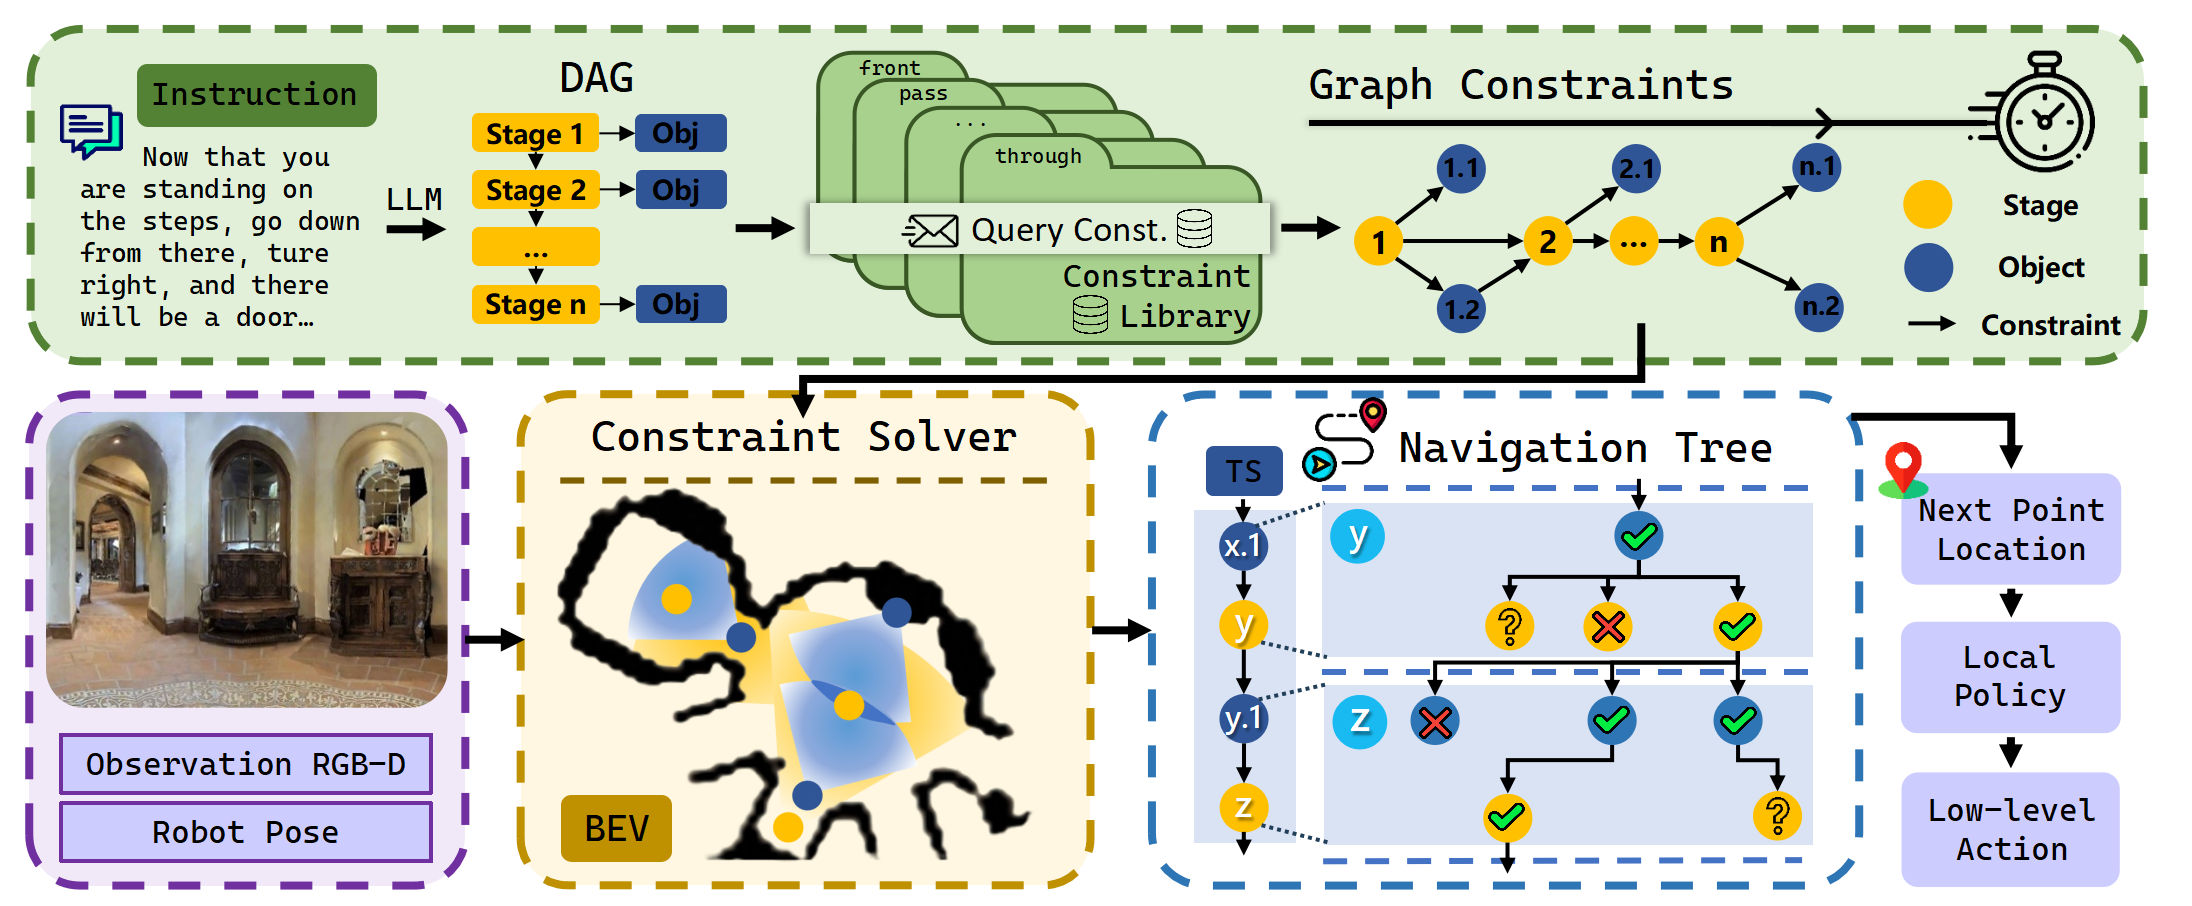 Instruction
Now that you
are standing on
the steps, go down
from there, ture
right, and there
will be a door…
LLM
DAG
Stage 1
Obj
Stage 2
Obj
...
Stage n
Obj
front
pass
...
through
Query Const.
Constraint
Library
Graph Constraints
1.1
2.1
n.1
1
2
...
n
1.2
n.2
Stage
Object
Constraint
Observation RGB-D
Robot Pose
Constraint Solver
BEV
TS
Navigation Tree
x.1
y
y
y.1
z
z
Next Point
Location
Local
Policy
Low-level
Action